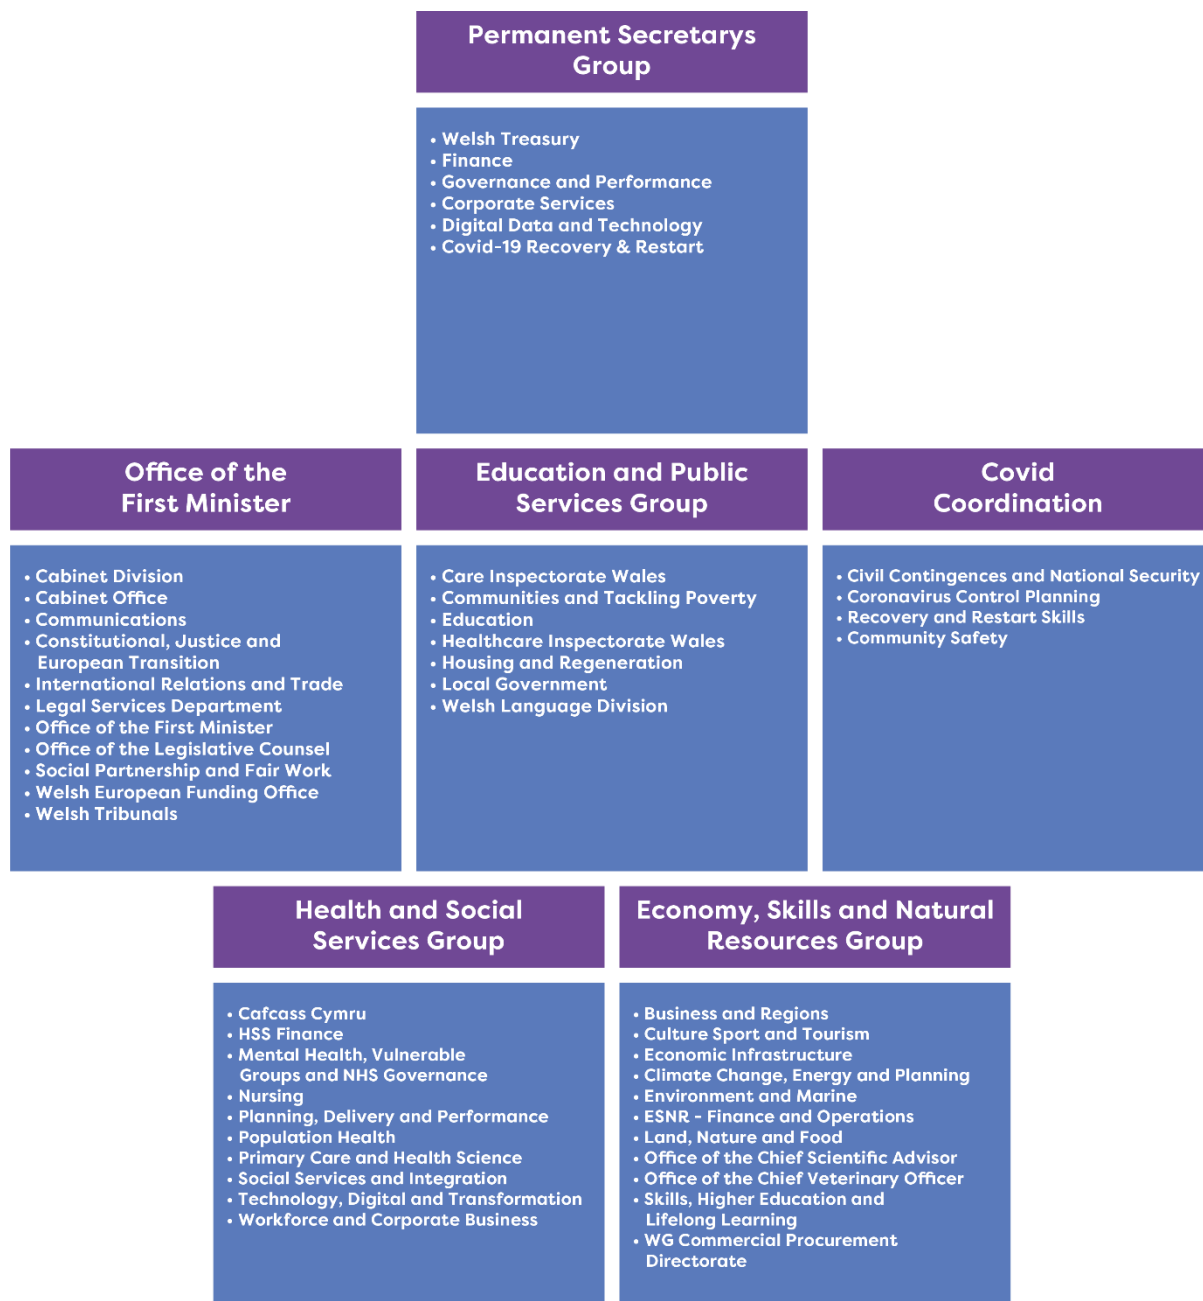 Permanent Secretarys
Group
• Welsh Treasury
• Finance
• Governance and Performance
• Corporate Services
• Digital Data and Technology
• Covid-19 Recovery & Restart
Office of the
First Minister
• Cabinet Division
• Cabinet Office
• Communications
• Constitutional, Justice and
European Transition
• International Relations and Trade
• Legal Services Department
• Office of the First Minister
• Office of the Legislative Counsel
• Social Partnership and Fair Work
• Welsh European Funding Office
• Welsh Tribunals
Education and Public
Services Group
• Care Inspectorate Wales
• Communities and Tackling Poverty
• Education
• Healthcare Inspectorate Wales
• Housing and Regeneration
• Local Government
• Welsh Language Division
Covid
Coordination
• Civil Contingences and National Security
• Coronavirus Control Planning
• Recovery and Restart Skills
• Community Safety
Health and Social
Services Group
• Cafcass Cymru
• HSS Finance
• Mental Health, Vulnerable
Groups and NHS Governance
• Nursing
• Planning, Delivery and Performance
• Population Health
• Primary Care and Health Science
• Social Services and Integration
• Technology, Digital and Transformation
• Workforce and Corporate Business
Economy, Skills and Natural
Resources Group
• Business and Regions
• Culture Sport and Tourism
• Economic Infrastructure
• Climate Change, Energy and Planning
• Environment and Marine
• ESNR - Finance and Operations
• Land, Nature and Food
• Office of the Chief Scientific Advisor
• Office of the Chief Veterinary Officer
• Skills, Higher Education and
Lifelong Learning
• WG Commercial Procurement
Directorate